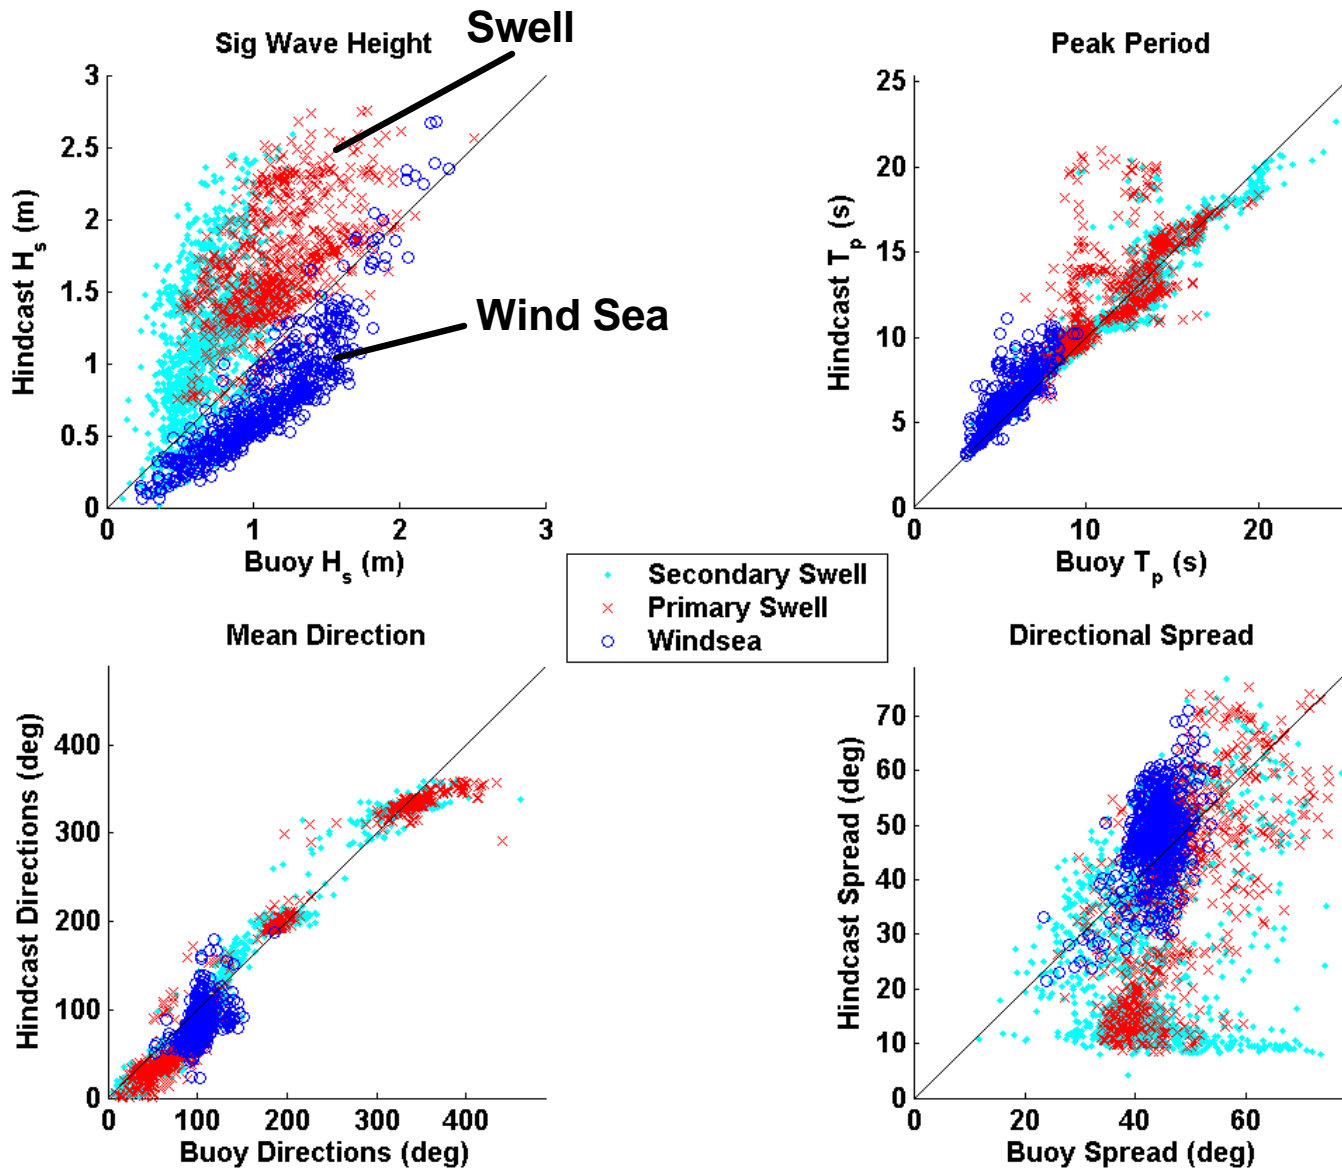 Swell
Sig Wave Height
Peak Period
3
2.5
2
1.5
1
0.5
0
Hindcast H_s (m)
Wind Sea
0
1
2
3
Buoy H_s (m)
25
20
15
10
5
0
Hindcast T_p (s)
0
10
20
Buoy T_p (s)
Secondary Swell
Primary Swell
Windsea
Mean Direction
Directional Spread
400
300
200
100
0
Hindcast Directions (deg)
0
100
200
300
400
Buoy Directions (deg)
70
60
50
40
30
20
10
0
Hindcast Spread (deg)
0
20
40
60
Buoy Spread (deg)